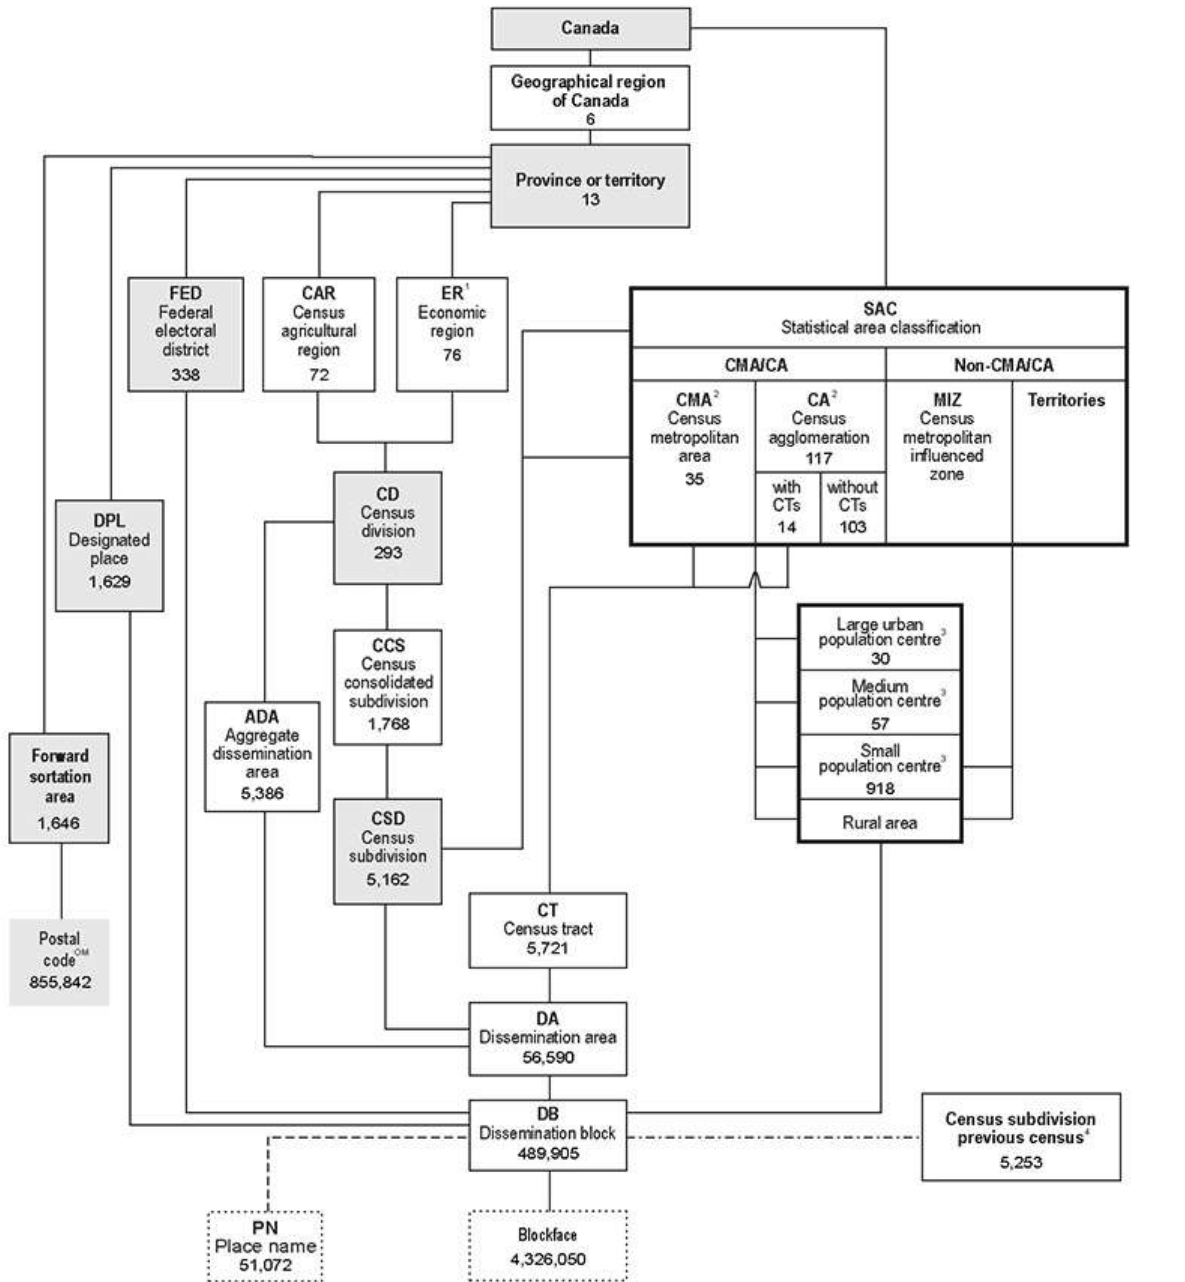 Canada
Geographical region
of Canada
6
Province or territory
13
FED
Federal
electoral
district
338
CAR
Census
agricultural
region
72
ER¹
Economic
region
76
SAC
Statistical area classification
CMA/CA
Non-CMA/CA
CMA²
Census
metropolitan
area
35
CA²
Census
agglomeration
117
with
CTs
14
without
CTs
103
MIZ
Census
metropolitan
influenced
zone
Territories
DPL
Designated
place
1,629
CD
Census
division
293
CCS
Census
consolidated
subdivision
1,768
ADA
Aggregate
dissemination
area
5,386
Large urban
population centre³
30
Medium
population centre³
57
Small
population centre³
918
Rural area
Forward
sortation
area
1,646
CSD
Census
subdivision
5,162
Postal
code^OM
855,842
CT
Census tract
5,721
DA
Dissemination area
56,590
DB
Dissemination block
489,905
Census subdivision
previous census⁴
5,253
PN
Place name
51,072
Blockface
4,326,050